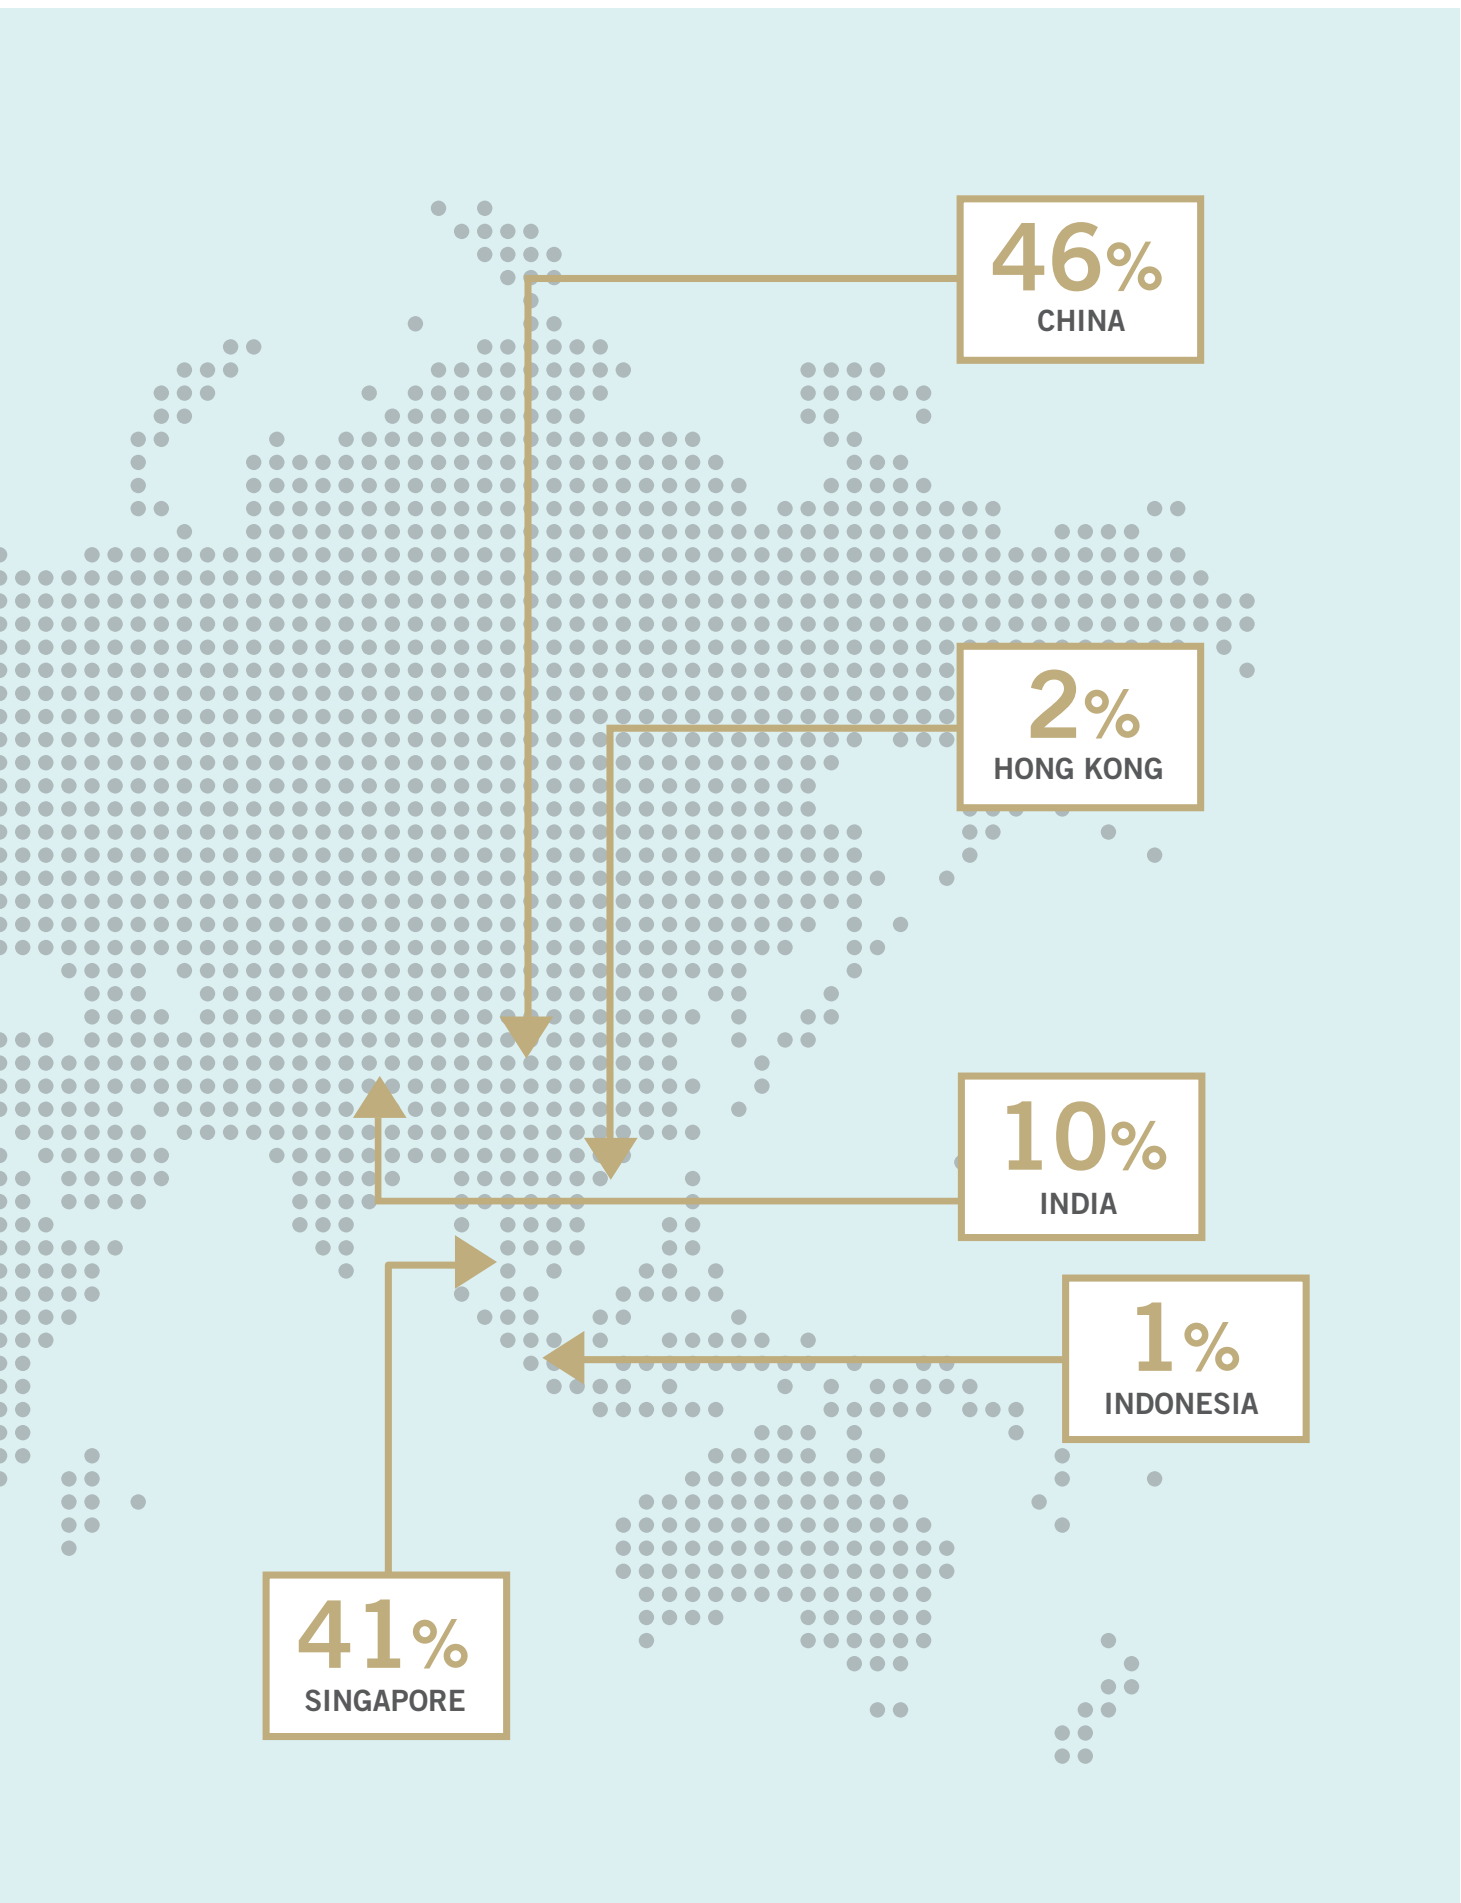 46%
CHINA
2%
HONG KONG
10%
INDIA
1%
INDONESIA
41%
SINGAPORE